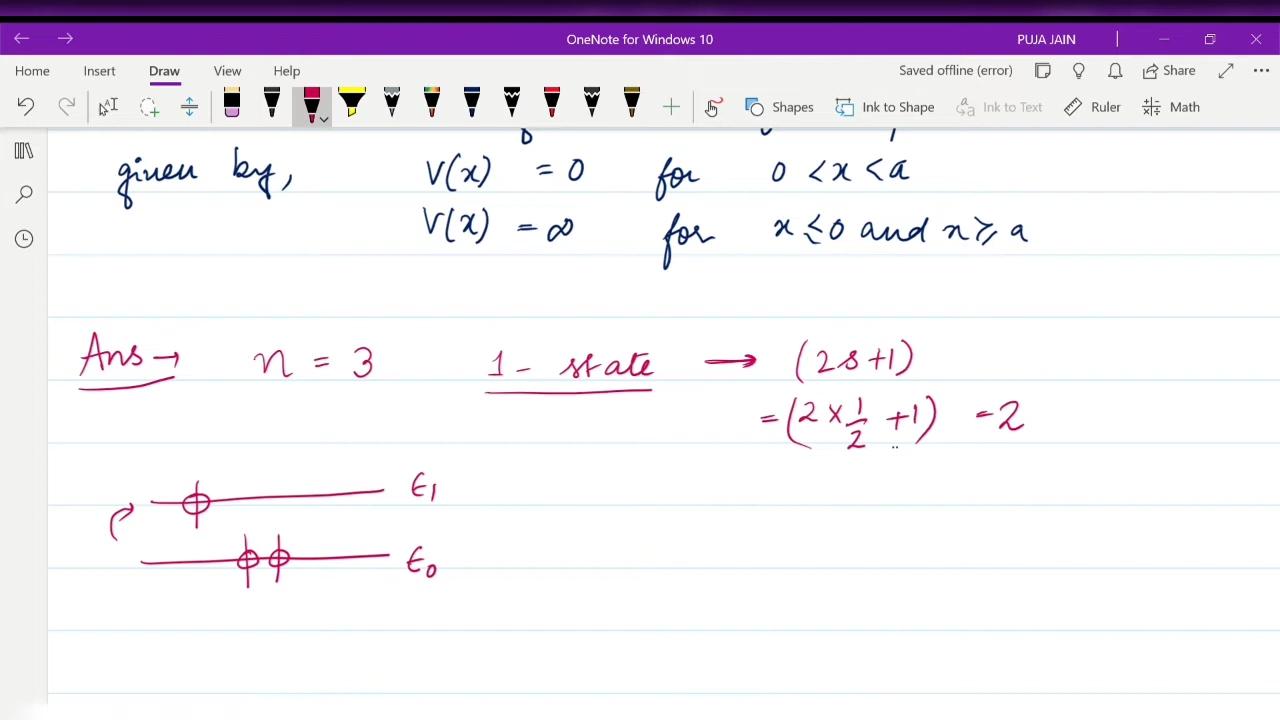 OneNote for Windows 10
PUJA JAIN
Home Insert Draw View Help
Saved offline (error)
Share
Shapes Ink to Shape Ink to Text Ruler Math
given by, V(x) = 0 for 0 < x < a
V(x) = ∞ for x ≤ 0 and x ≥ a
Ans → n = 3 1 - state → (2s+1)
= (2 × 1/2 + 1) = 2
E1
E0